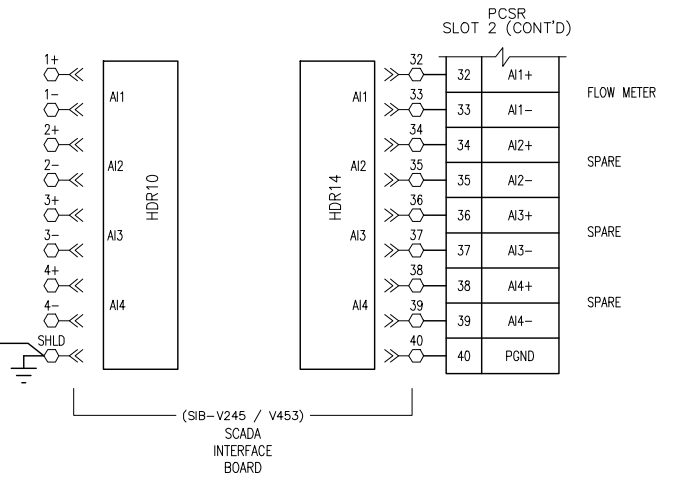 PCSR
SLOT 2 (CONT'D)
1+
1-
2+
2-
3+
3-
4+
4-
SHLD
AI1
AI2
AI3
AI4
HDR10
AI1
AI2
AI3
AI4
HDR14
32 32 AI1+
33 33 AI1-
34 34 AI2+
35 35 AI2-
36 36 AI3+
37 37 AI3-
38 38 AI4+
39 39 AI4-
40 40 PGND
FLOW METER
SPARE
SPARE
SPARE
(SIB-V245 / V453)
SCADA
INTERFACE
BOARD